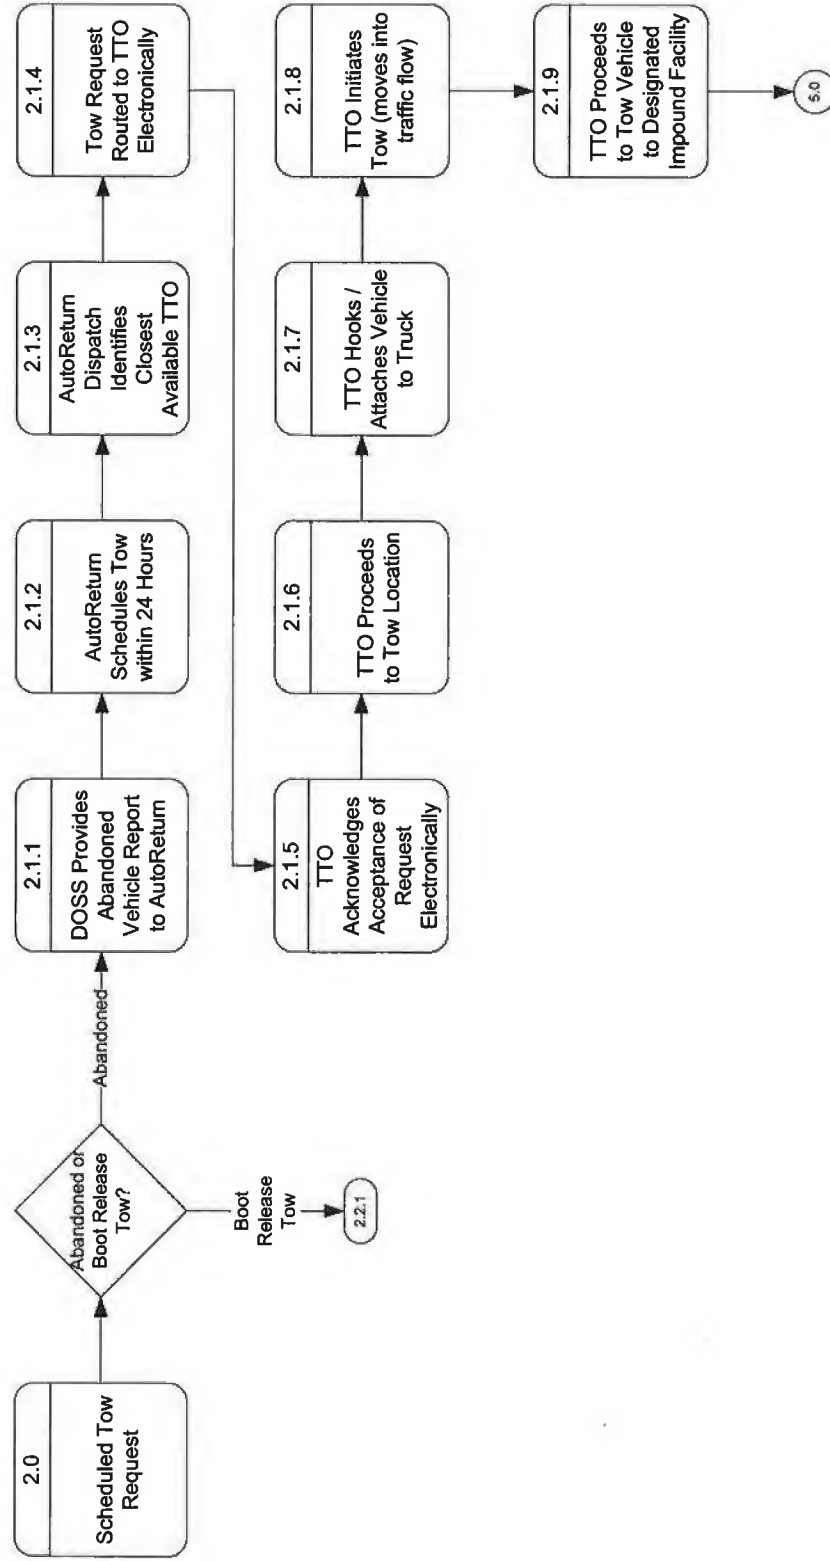 2.0
Scheduled Tow
Request
Abandoned or
Boot Release
Tow?
Abandoned
Boot
Release
Tow
2.2.1
2.1.1
DOSS Provides
Abandoned
Vehicle Report
to AutoReturn
2.1.2
AutoReturn
Schedules Tow
within 24 Hours
2.1.3
AutoReturn
Dispatch
Identifies
Closest
Available TTO
2.1.4
Tow Request
Routed to TTO
Electronically
2.1.5
TTO
Acknowledges
Acceptance of
Request
Electronically
2.1.6
TTO Proceeds
to Tow Location
2.1.7
TTO Hooks /
Attaches Vehicle
to Truck
2.1.8
TTO Initiates
Tow (moves into
traffic flow)
2.1.9
TTO Proceeds
to Tow Vehicle
to Designated
Impound Facility
5.0